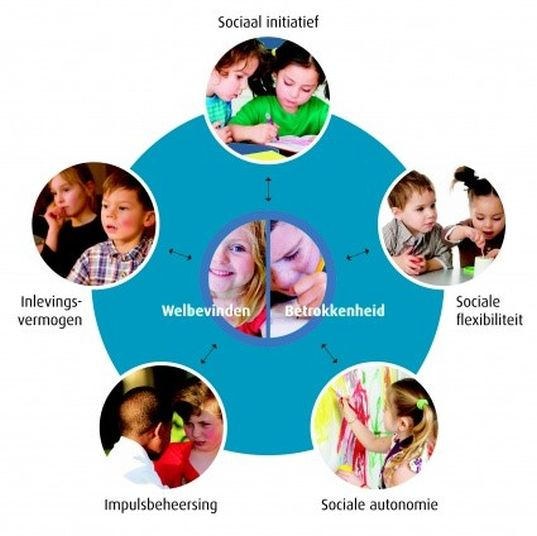 Sociaal initiatief
Inlevings-
vermogen
Sociale
flexibiliteit
Welbevinden
Betrokkenheid
Impulsbeheersing
Sociale autonomie